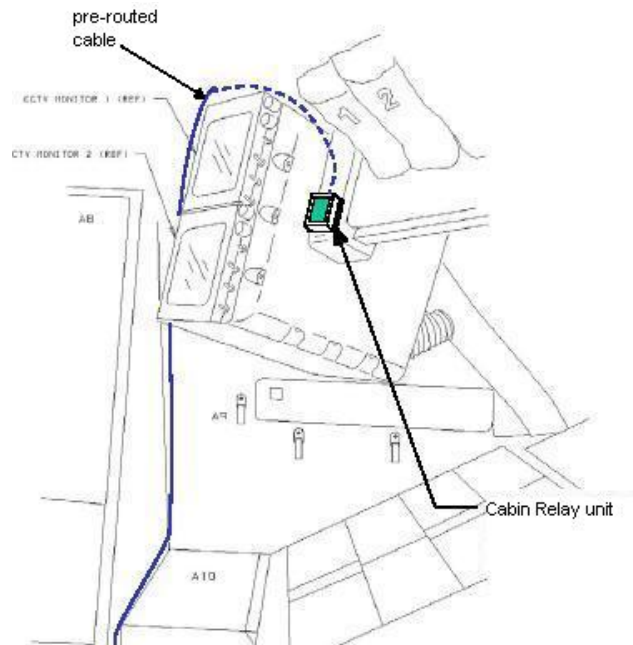 pre-routed
cable
CCTV MONITOR 1 (REF)
CTV MONITOR 2 (REF)
1
2
A8
A9
Cabin Relay unit
A10